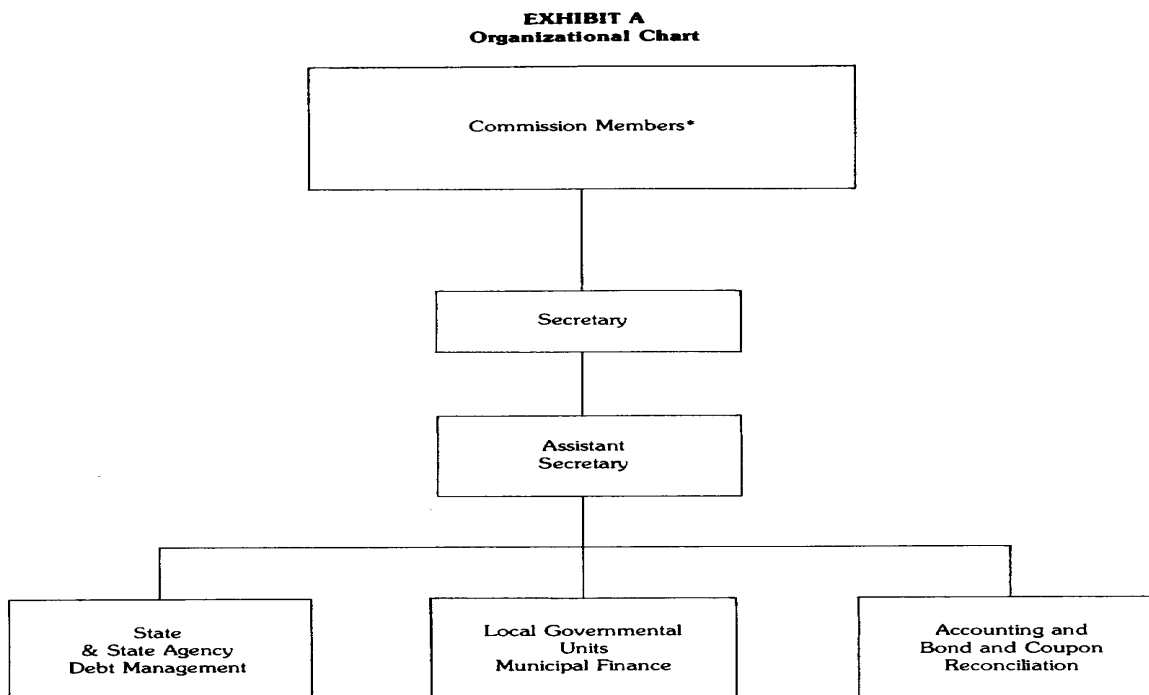 EXHIBIT A
Organizational Chart
Commission Members*
Secretary
Assistant
Secretary
State
& State Agency
Debt Management
Local Governmental
Units
Municipal Finance
Accounting and
Bond and Coupon
Reconciliation